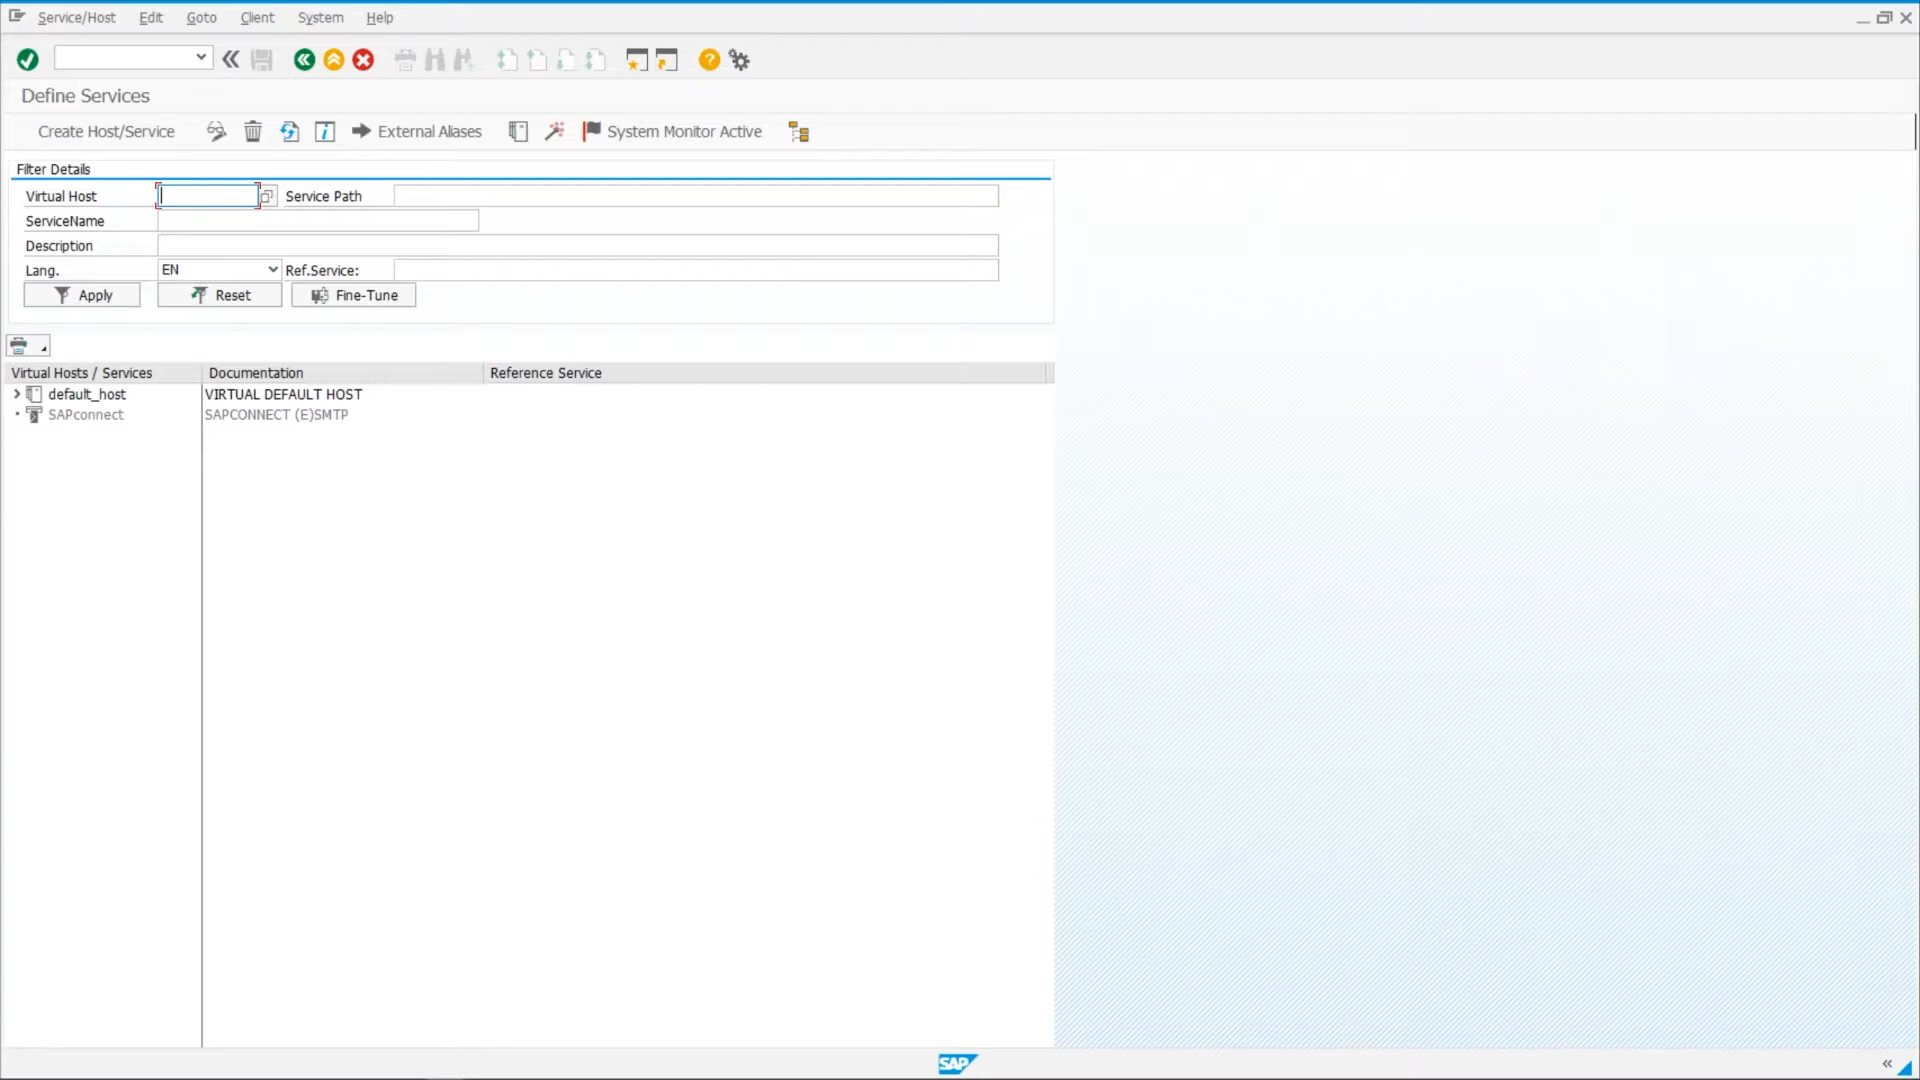 Service/Host Edit Goto Client System Help
Define Services
Create Host/Service External Aliases System Monitor Active
Filter Details
Virtual Host Service Path
ServiceName
Description
Lang. EN Ref.Service:
Apply Reset Fine-Tune
Virtual Hosts / Services Documentation Reference Service
default_host VIRTUAL DEFAULT HOST
SAPconnect SAPCONNECT (E)SMTP
SAP